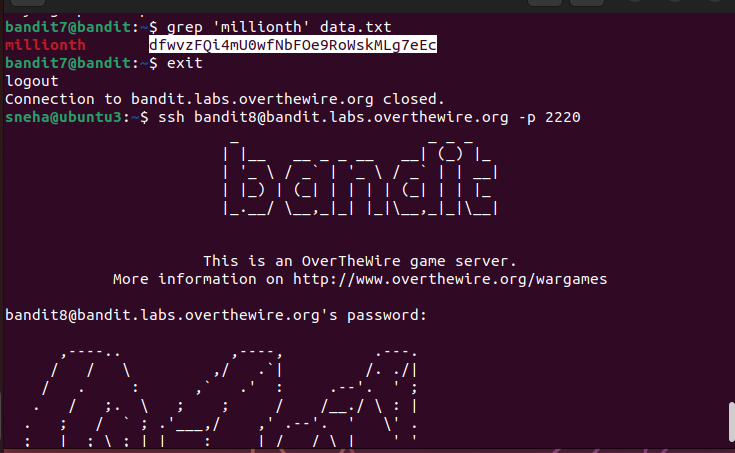 bandit7@bandit:~$ grep 'millionth' data.txt
millionth       dfwvzFQi4mU0wfNbFOe9RoWskMLg7eEc
bandit7@bandit:~$ exit
logout
Connection to bandit.labs.overthewire.org closed.
sneha@ubuntu3:~$ ssh bandit8@bandit.labs.overthewire.org -p 2220
bandit
This is an OverTheWire game server.
More information on http://www.overthewire.org/wargames
bandit8@bandit.labs.overthewire.org's password: